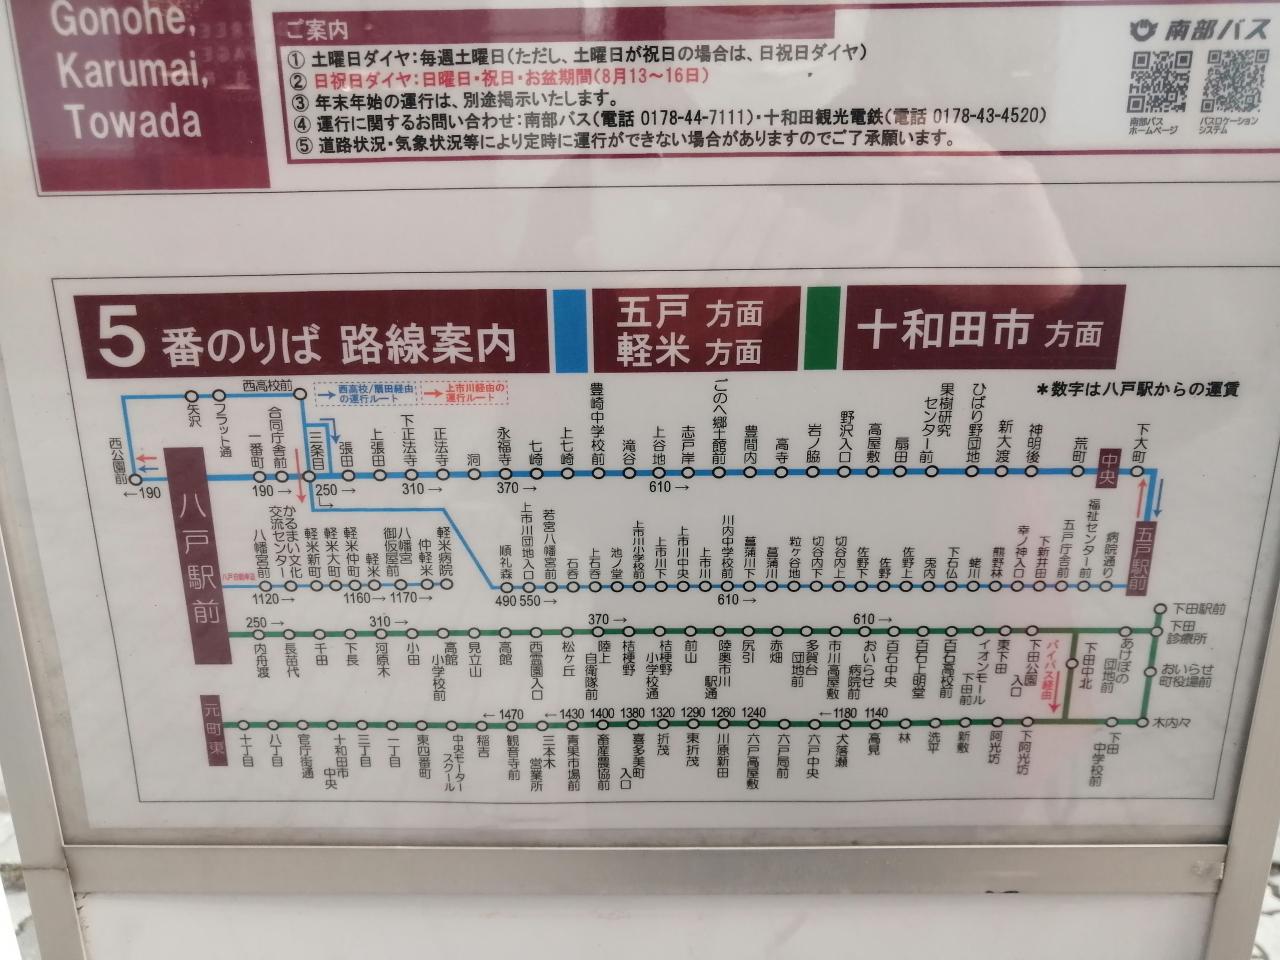 Gonohe,
Karumai,
Towada
ご案内
① 土曜日ダイヤ：毎週土曜日(ただし、土曜日が祝日の場合は、日祝日ダイヤ)
② 日祝日ダイヤ：日曜日・祝日・お盆期間(8月13～16日)
③ 年末年始の運行は、別途掲示いたします。
④ 運行に関するお問い合わせ：南部バス(電話 0178-44-7111)・十和田観光電鉄(電話 0178-43-4520)
⑤ 道路状況・気象状況等により定時に運行ができない場合がありますのでご了承願います。
南部バス
南部バス
ホームページ
バスロケーション
システム
5番のりば 路線案内
五戸 方面
軽米 方面
十和田市 方面
＊数字は八戸駅からの運賃
→西高校/扇田経由
の運行ルート
→上市川経由の
運行ルート
西高校前
矢沢
フラット通
西公園前
←190
八戸駅前
一番町
合同庁舎前
三条目
張田
上張田
下正法寺
正法寺
洞
永福寺
七崎
上七崎
豊崎中学校前
滝谷
上谷地
志戸岸
ごのへ郷土館前
豊間内
高寺
岩ノ脇
野沢入口
高屋敷
扇田
果樹研究センター前
ひばり野団地
新大渡
神明後
荒町
中央
下大町
五戸駅前
190→
250→
310→
370→
610→
八幡宮前
かるまい文化交流センター
軽米新町
軽米大町
軽米仲町
軽米
八幡宮御仮屋前
仲軽米
軽米病院
1120→
1160→
1170→
順礼森
上市川団地入口
若宮八幡宮前
石呑
上石呑
池ノ堂
上市川小学校前
上市川下
上市川中央
上市川
川内中学校前
菖蒲川下
菖蒲川
粒ヶ谷地
切谷内下
切谷内上
佐野下
佐野
佐野上
兎内
下石仏
蛯川
熊野林
幸ノ神入口
下新井田
五戸庁舎前
福祉センター前
病院通り
490
550→
610→
250→
310→
370→
610→
内舟渡
長苗代
千田
下長
河原木
小田
高館小学校前
見立山
高館
西霊園入口
松ヶ丘
陸上自衛隊前
桔梗野
桔梗野小学校通
前山
陸奥市川駅通
尻引
赤畑
多賀台団地前
市川高屋敷
おいらせ病院前
百石中央
百石上明堂
百石高校前
イオンモール下田前
東下田
下田公園入口
バイパス経由
下田中北
あけぼの団地前
下田駅前
下田診療所
おいらせ町役場前
木内々
元町東
十丁目
八丁目
官庁街通
十和田市中央
三丁目
一丁目
東四番町
中央モータースクール
稲吉
観音寺前
三本木営業所
青果市場前
畜産農協前
喜多美町入口
折茂
東折茂
川原新田
六戸高屋敷
六戸局前
六戸中央
犬落瀬
高見
林
洗平
新敷
阿光坊
下阿光坊
下田中学校前
←1470
←1430
1400
1380
1320
1290
1260
1240
←1180
1140